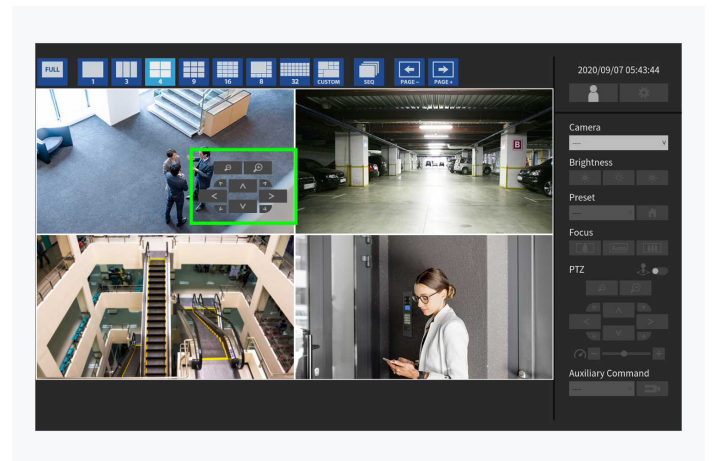 FULL
1
3
4
9
16
8
32
CUSTOM
SEQ
PAGE −
PAGE +
2020/09/07 05:43:44
B
Camera
----
Brightness
Preset
----
Focus
PTZ
Auxiliary Command
----